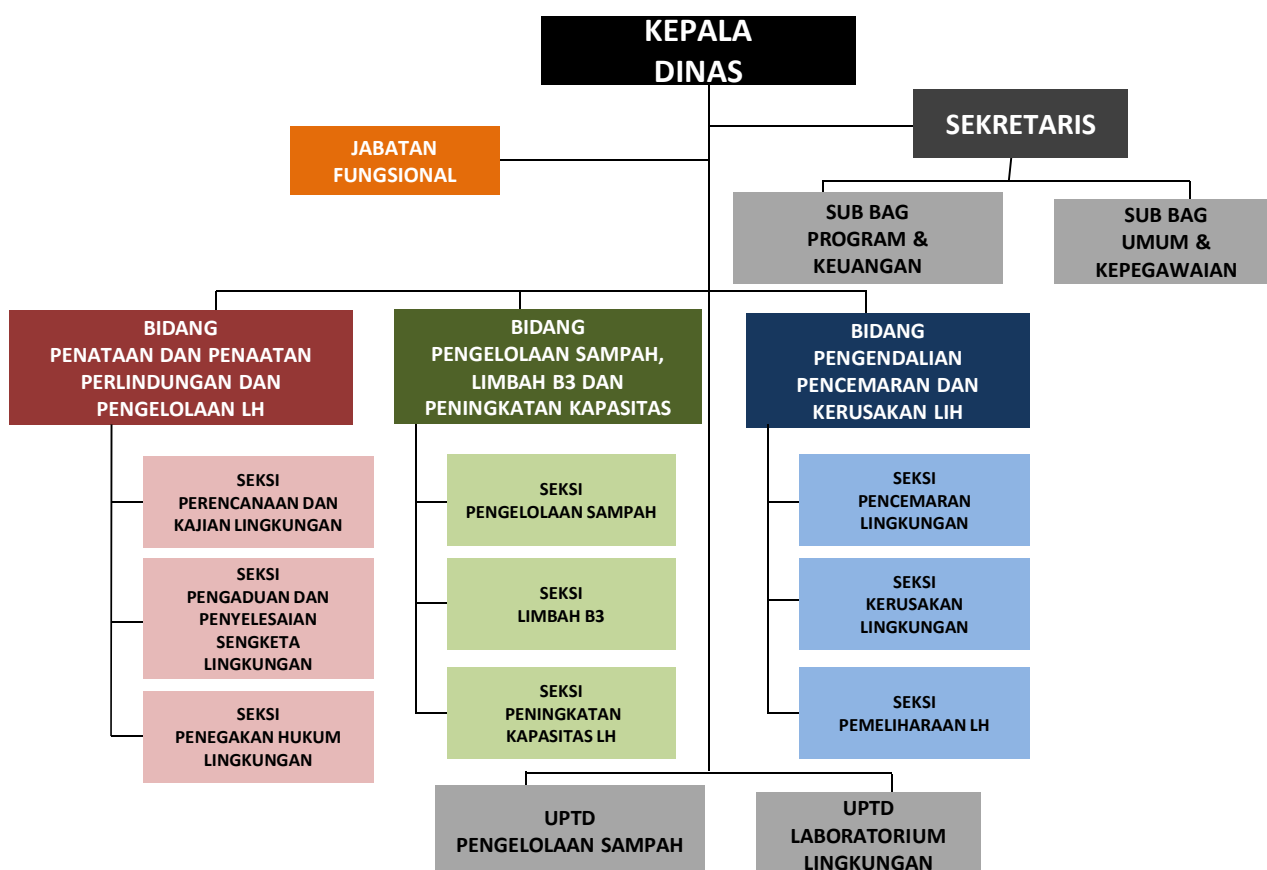 KEPALA
DINAS
SEKRETARIS
JABATAN
FUNGSIONAL
SUB BAG
PROGRAM &
KEUANGAN
SUB BAG
UMUM &
KEPEGAWAIAN
BIDANG
PENATAAN DAN PENAATAN
PERLINDUNGAN DAN
PENGELOLAAN LH
BIDANG
PENGELOLAAN SAMPAH,
LIMBAH B3 DAN
PENINGKATAN KAPASITAS
BIDANG
PENGENDALIAN
PENCEMARAN DAN
KERUSAKAN LIH
SEKSI
PERENCANAAN DAN
KAJIAN LINGKUNGAN
SEKSI
PENGADUAN DAN
PENYELESAIAN
SENGKETA
LINGKUNGAN
SEKSI
PENEGAKAN HUKUM
LINGKUNGAN
SEKSI
PENGELOLAAN SAMPAH
SEKSI
LIMBAH B3
SEKSI
PENINGKATAN
KAPASITAS LH
SEKSI
PENCEMARAN
LINGKUNGAN
SEKSI
KERUSAKAN
LINGKUNGAN
SEKSI
PEMELIHARAAN LH
UPTD
PENGELOLAAN SAMPAH
UPTD
LABORATORIUM
LINGKUNGAN